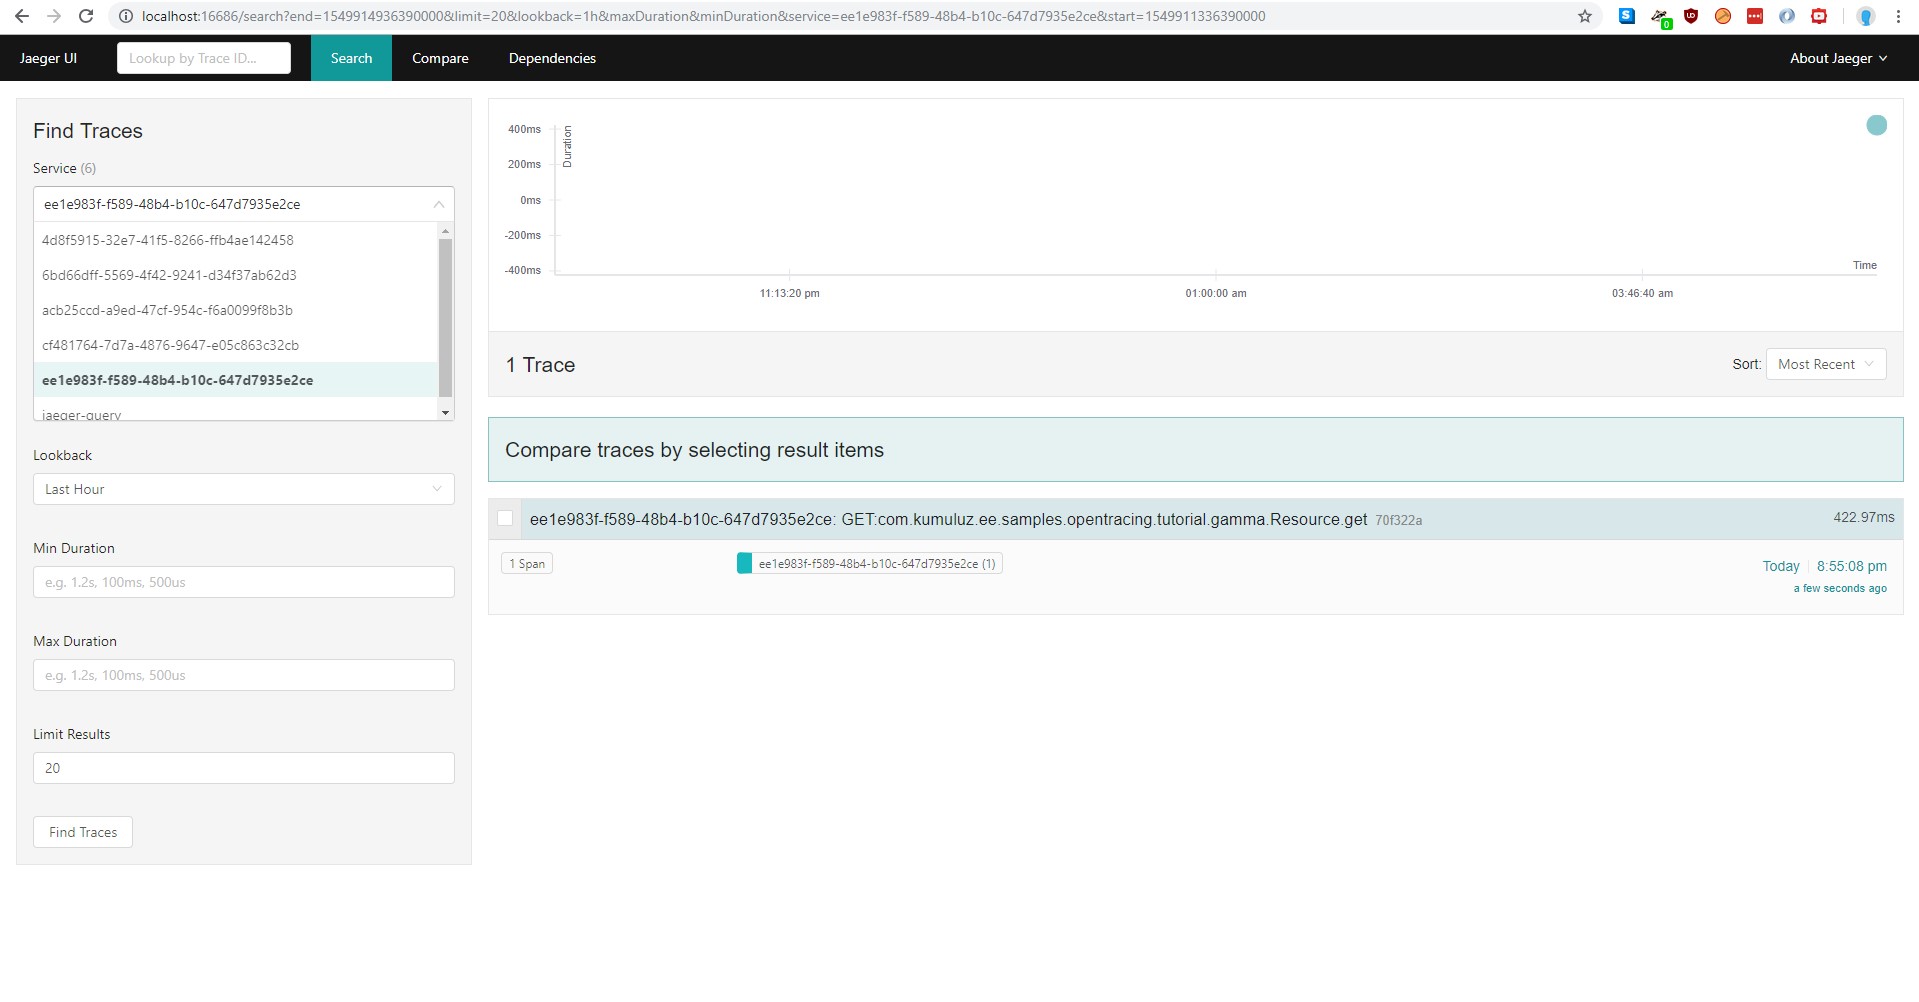 localhost:16686/search?end=1549914936390000&limit=20&lookback=1h&maxDuration&minDuration&service=ee1e983f-f589-48b4-b10c-647d7935e2ce&start=1549911336390000
S 0 UD
Jaeger UI Lookup by Trace ID... Search Compare Dependencies About Jaeger
Find Traces
Service (6)
ee1e983f-f589-48b4-b10c-647d7935e2ce
4d8f5915-32e7-41f5-8266-ffb4ae142458
6bd66dff-5569-4f42-9241-d34f37ab62d3
acb25ccd-a9ed-47cf-954c-f6a0099f8b3b
cf481764-7d7a-4876-9647-e05c863c32cb
ee1e983f-f589-48b4-b10c-647d7935e2ce
jaeger-query
Lookback
Last Hour
Min Duration
e.g. 1.2s, 100ms, 500us
Max Duration
e.g. 1.2s, 100ms, 500us
Limit Results
20
Find Traces
Duration
400ms
200ms
0ms
-200ms
-400ms
Time
11:13:20 pm 01:00:00 am 03:46:40 am
1 Trace Sort: Most Recent
Compare traces by selecting result items
ee1e983f-f589-48b4-b10c-647d7935e2ce: GET:com.kumuluz.ee.samples.opentracing.tutorial.gamma.Resource.get 70f322a 422.97ms
1 Span ee1e983f-f589-48b4-b10c-647d7935e2ce (1) Today 8:55:08 pm
a few seconds ago